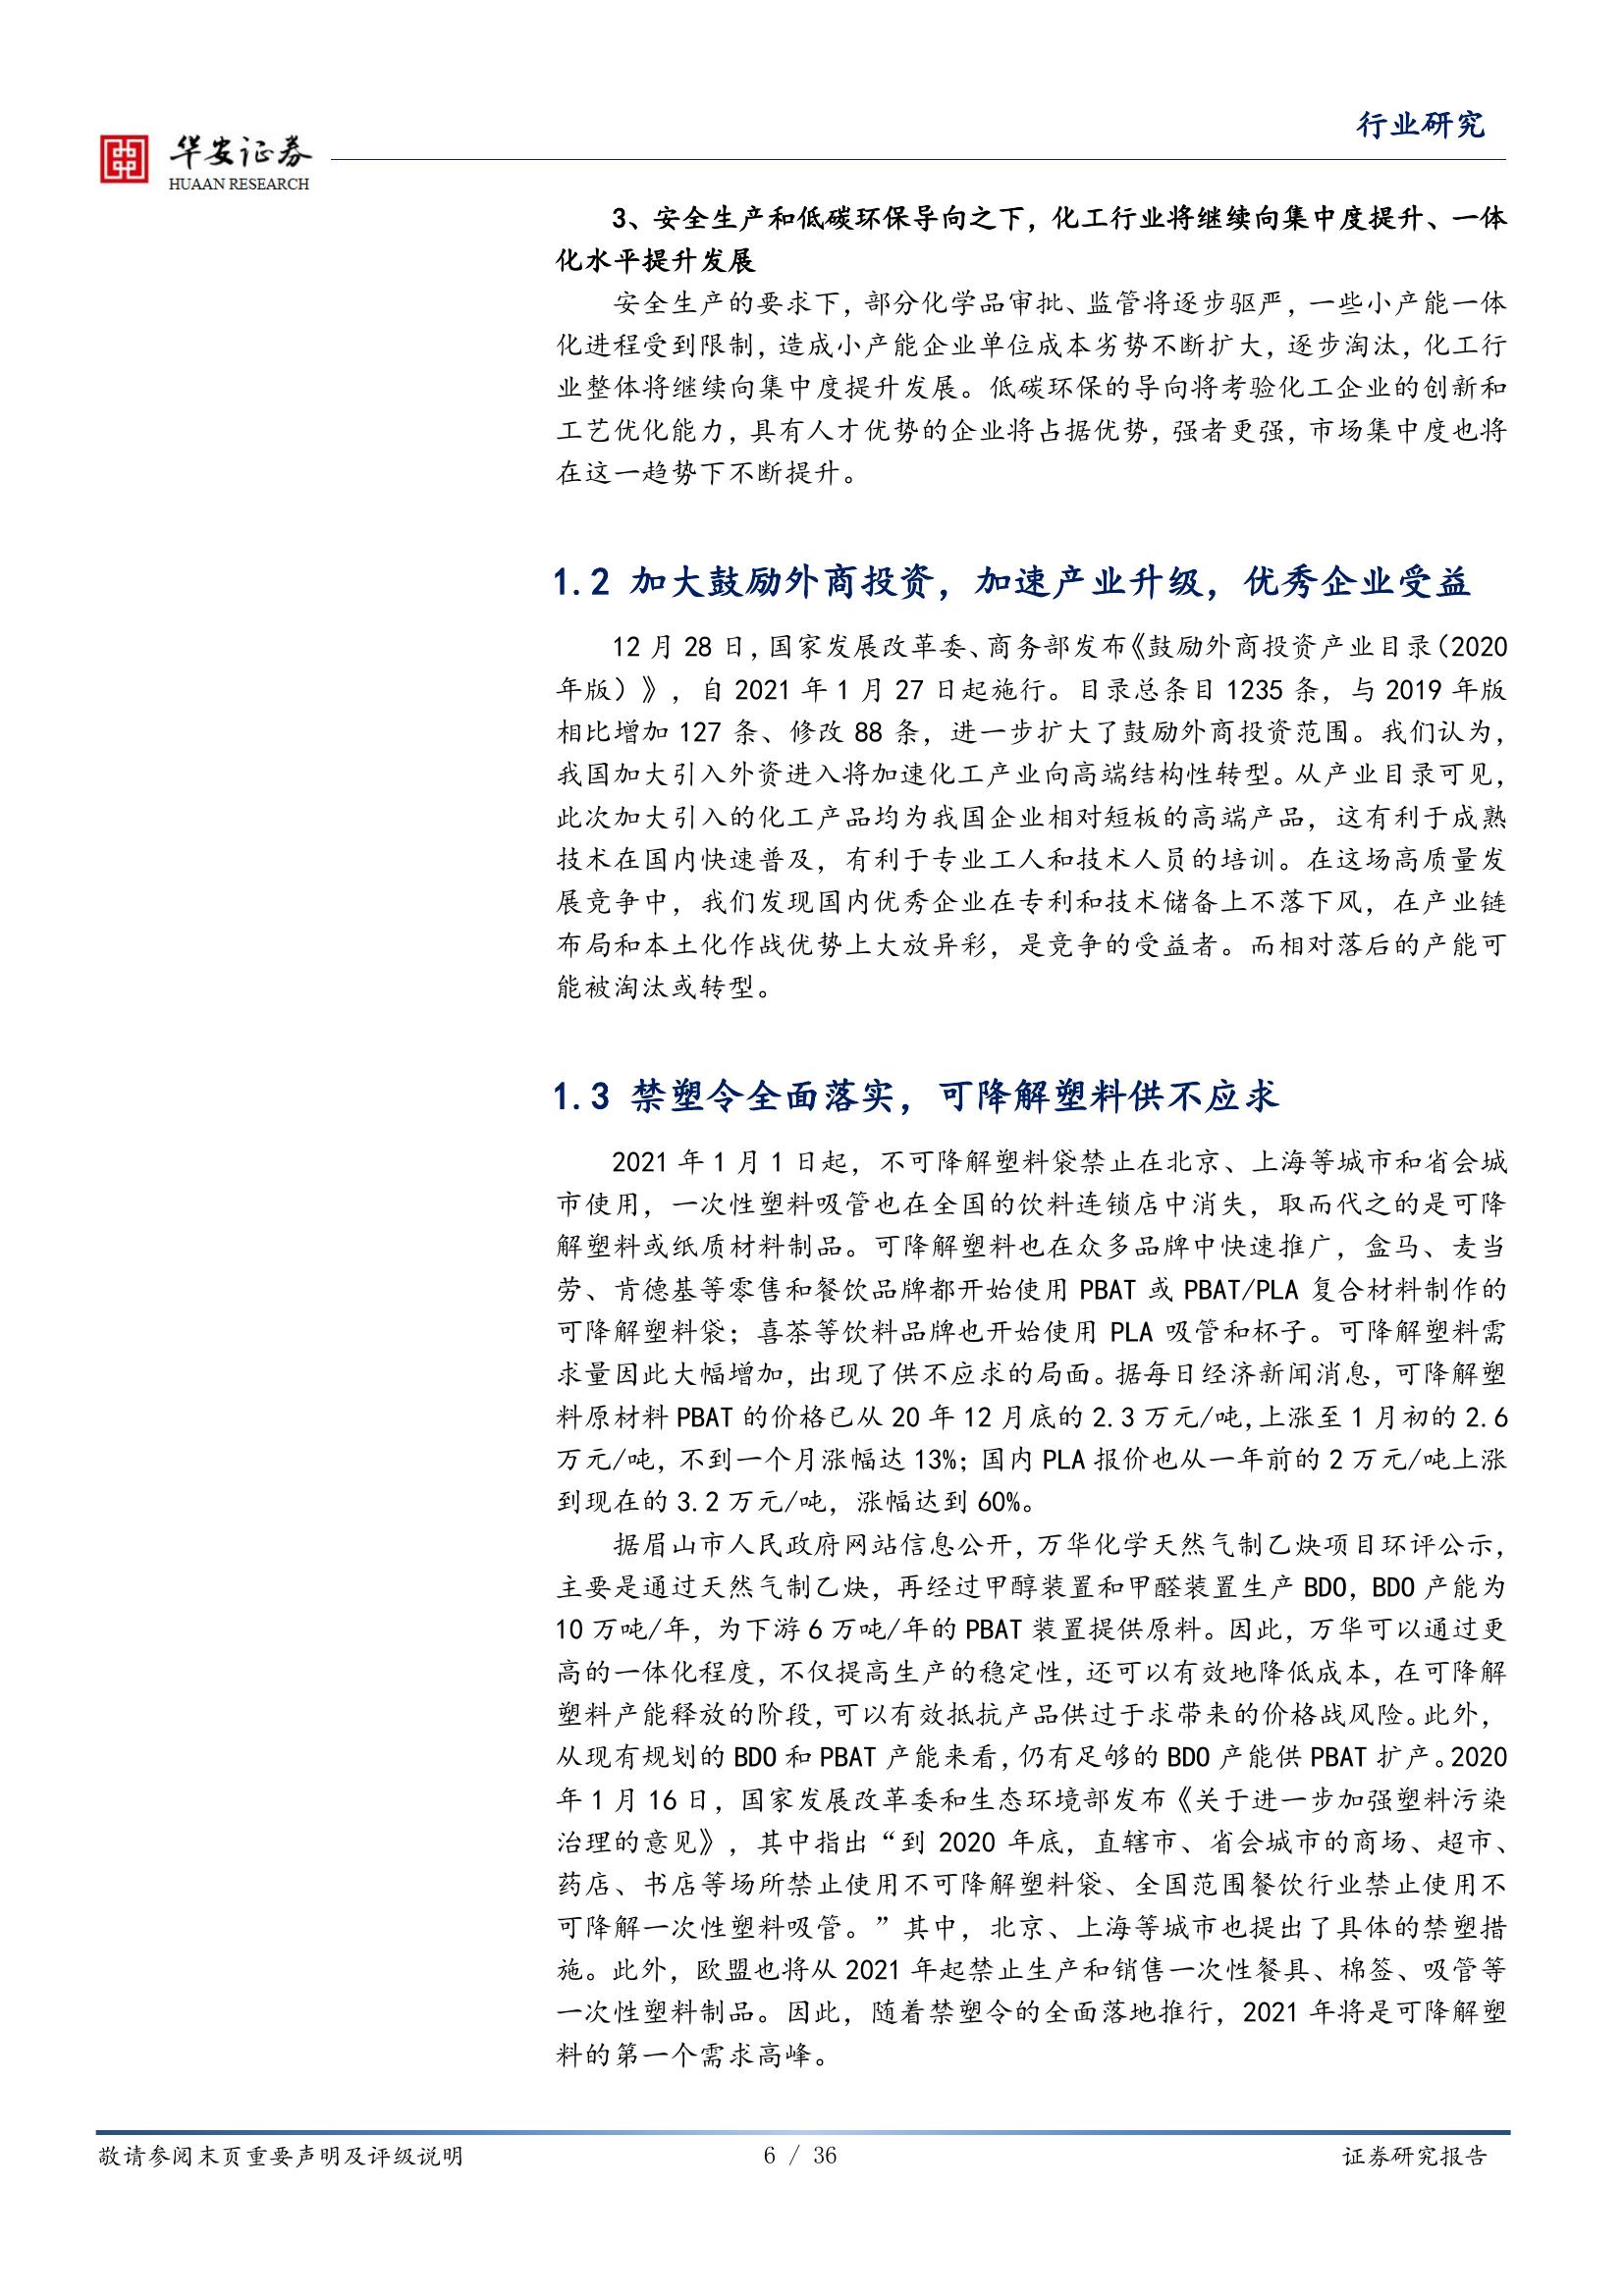 行业研究
华安证券
HUAAN RESEARCH
3、安全生产和低碳环保导向之下，化工行业将继续向集中度提升、一体
化水平提升发展
安全生产的要求下，部分化学品审批、监管将逐步驱严，一些小产能一体
化进程受到限制，造成小产能企业单位成本劣势不断扩大，逐步淘汰，化工行
业整体将继续向集中度提升发展。低碳环保的导向将考验化工企业的创新和
工艺优化能力，具有人才优势的企业将占据优势，强者更强，市场集中度也将
在这一趋势下不断提升。
1.2 加大鼓励外商投资，加速产业升级，优秀企业受益
12 月 28 日，国家发展改革委、商务部发布《鼓励外商投资产业目录（2020
年版）》，自 2021 年 1 月 27 日起施行。目录总条目 1235 条，与 2019 年版
相比增加 127 条、修改 88 条，进一步扩大了鼓励外商投资范围。我们认为，
我国加大引入外资进入将加速化工产业向高端结构性转型。从产业目录可见，
此次加大引入的化工产品均为我国企业相对短板的高端产品，这有利于成熟
技术在国内快速普及，有利于专业工人和技术人员的培训。在这场高质量发
展竞争中，我们发现国内优秀企业在专利和技术储备上不落下风，在产业链
布局和本土化作战优势上大放异彩，是竞争的受益者。而相对落后的产能可
能被淘汰或转型。
1.3 禁塑令全面落实，可降解塑料供不应求
2021 年 1 月 1 日起，不可降解塑料袋禁止在北京、上海等城市和省会城
市使用，一次性塑料吸管也在全国的饮料连锁店中消失，取而代之的是可降
解塑料或纸质材料制品。可降解塑料也在众多品牌中快速推广，盒马、麦当
劳、肯德基等零售和餐饮品牌都开始使用 PBAT 或 PBAT/PLA 复合材料制作的
可降解塑料袋；喜茶等饮料品牌也开始使用 PLA 吸管和杯子。可降解塑料需
求量因此大幅增加，出现了供不应求的局面。据每日经济新闻消息，可降解塑
料原材料 PBAT 的价格已从 20 年 12 月底的 2.3 万元/吨，上涨至 1 月初的 2.6
万元/吨，不到一个月涨幅达 13%；国内 PLA 报价也从一年前的 2 万元/吨上涨
到现在的 3.2 万元/吨，涨幅达到 60%。
据眉山市人民政府网站信息公开，万华化学天然气制乙炔项目环评公示，
主要是通过天然气制乙炔，再经过甲醇装置和甲醛装置生产 BDO，BDO 产能为
10 万吨/年，为下游 6 万吨/年的 PBAT 装置提供原料。因此，万华可以通过更
高的一体化程度，不仅提高生产的稳定性，还可以有效地降低成本，在可降解
塑料产能释放的阶段，可以有效抵抗产品供过于求带来的价格战风险。此外，
从现有规划的 BDO 和 PBAT 产能来看，仍有足够的 BDO 产能供 PBAT 扩产。2020
年 1 月 16 日，国家发展改革委和生态环境部发布《关于进一步加强塑料污染
治理的意见》，其中指出“到 2020 年底，直辖市、省会城市的商场、超市、
药店、书店等场所禁止使用不可降解塑料袋、全国范围餐饮行业禁止使用不
可降解一次性塑料吸管。”其中，北京、上海等城市也提出了具体的禁塑措
施。此外，欧盟也将从 2021 年起禁止生产和销售一次性餐具、棉签、吸管等
一次性塑料制品。因此，随着禁塑令的全面落地推行，2021 年将是可降解塑
料的第一个需求高峰。
敬请参阅末页重要声明及评级说明
6 / 36
证券研究报告